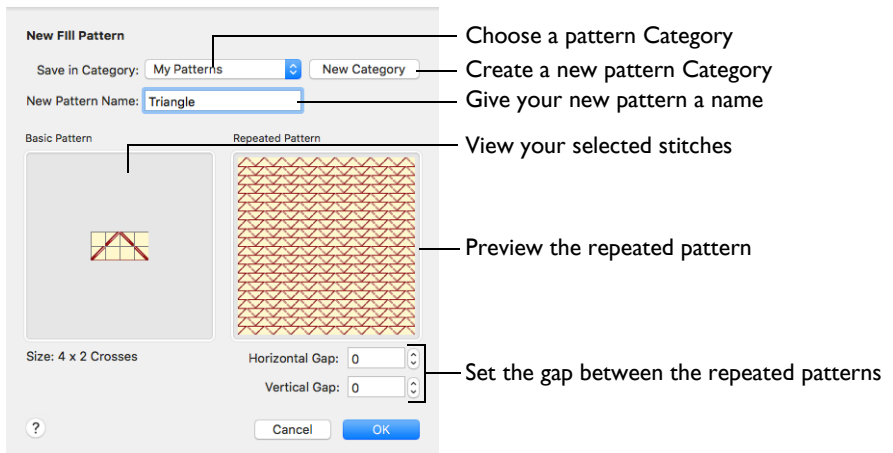 New FIll Pattern
Choose a pattern Category
Save in Category: My Patterns New Category
Create a new pattern Category
New Pattern Name: Triangle
Give your new pattern a name
Basic Pattern Repeated Pattern
View your selected stitches
Preview the repeated pattern
Size: 4 x 2 Crosses
Horizontal Gap: 0
Set the gap between the repeated patterns
Vertical Gap: 0
? Cancel OK